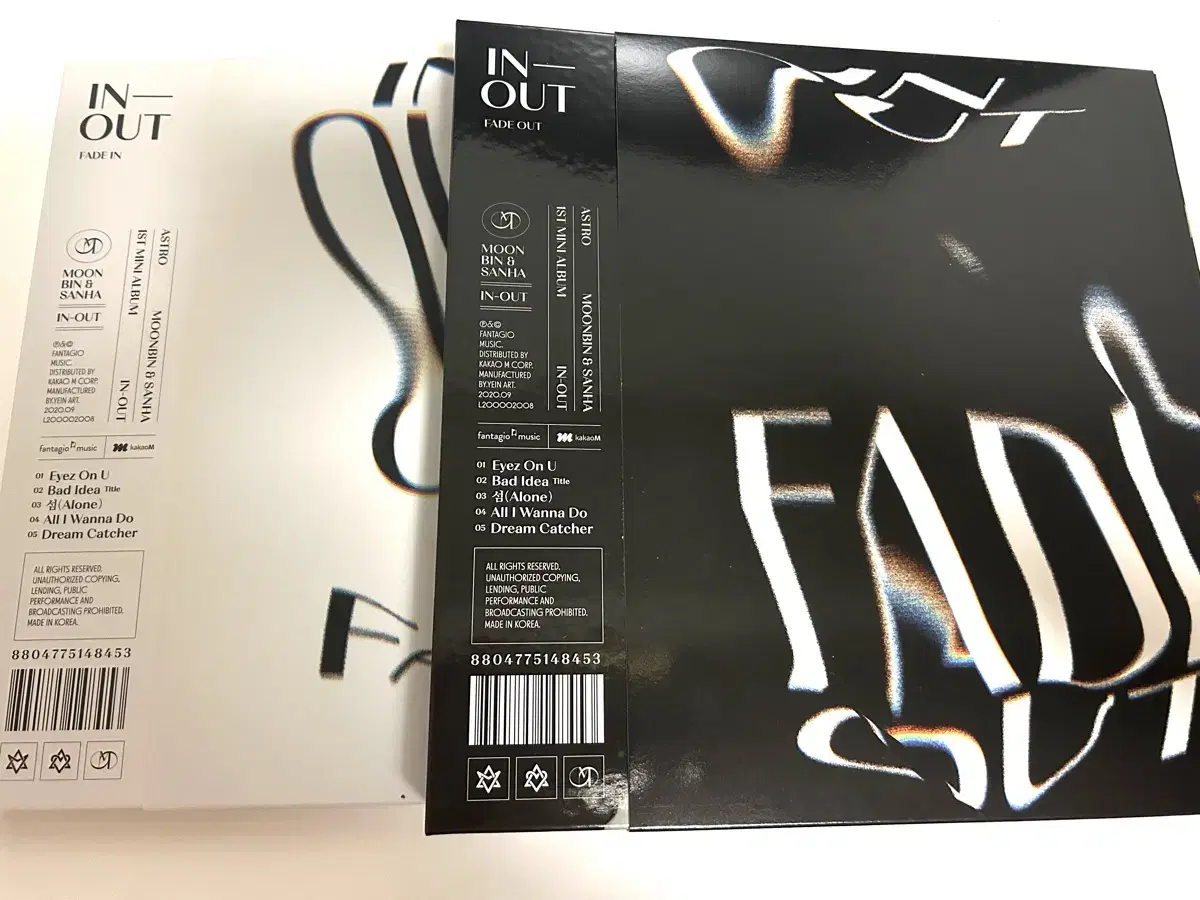 IN—
OUT
FADE IN
MOON
BIN &
SANHA
IN-OUT
℗&©
FANTAGIO
MUSIC.
DISTRIBUTED BY
KAKAO M CORP.
MANUFACTURED
BY.YEIN ART.
2020.09
L200002008
ASTRO MOONBIN & SANHA
1ST MINI ALBUM IN-OUT
fantagio music kakaoM
01 Eyez On U
02 Bad Idea Title
03 섬(Alone)
04 All I Wanna Do
05 Dream Catcher
ALL RIGHTS RESERVED.
UNAUTHORIZED COPYING,
LENDING, PUBLIC
PERFORMANCE AND
BROADCASTING PROHIBITED.
MADE IN KOREA.
8804775148453
IN—
OUT
FADE OUT
MOON
BIN &
SANHA
IN-OUT
℗&©
FANTAGIO
MUSIC.
DISTRIBUTED BY
KAKAO M CORP.
MANUFACTURED
BY.YEIN ART.
2020.09
L200002008
ASTRO MOONBIN & SANHA
1ST MINI ALBUM IN-OUT
fantagio music kakaoM
01 Eyez On U
02 Bad Idea Title
03 섬(Alone)
04 All I Wanna Do
05 Dream Catcher
ALL RIGHTS RESERVED.
UNAUTHORIZED COPYING,
LENDING, PUBLIC
PERFORMANCE AND
BROADCASTING PROHIBITED.
MADE IN KOREA.
8804775148453
FADE
OUT